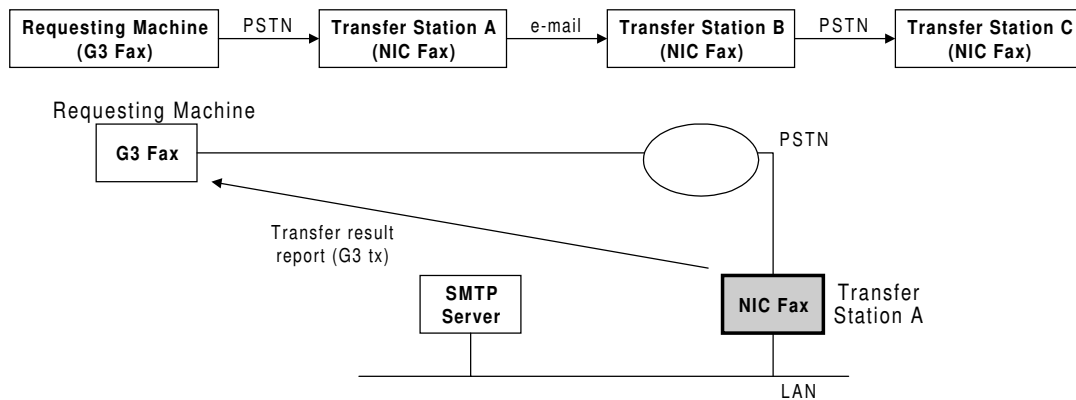 Requesting Machine
(G3 Fax)
PSTN
Transfer Station A
(NIC Fax)
e-mail
Transfer Station B
(NIC Fax)
PSTN
Transfer Station C
(NIC Fax)
Requesting Machine
G3 Fax
PSTN
Transfer result
report (G3 tx)
SMTP
Server
NIC Fax
Transfer
Station A
LAN